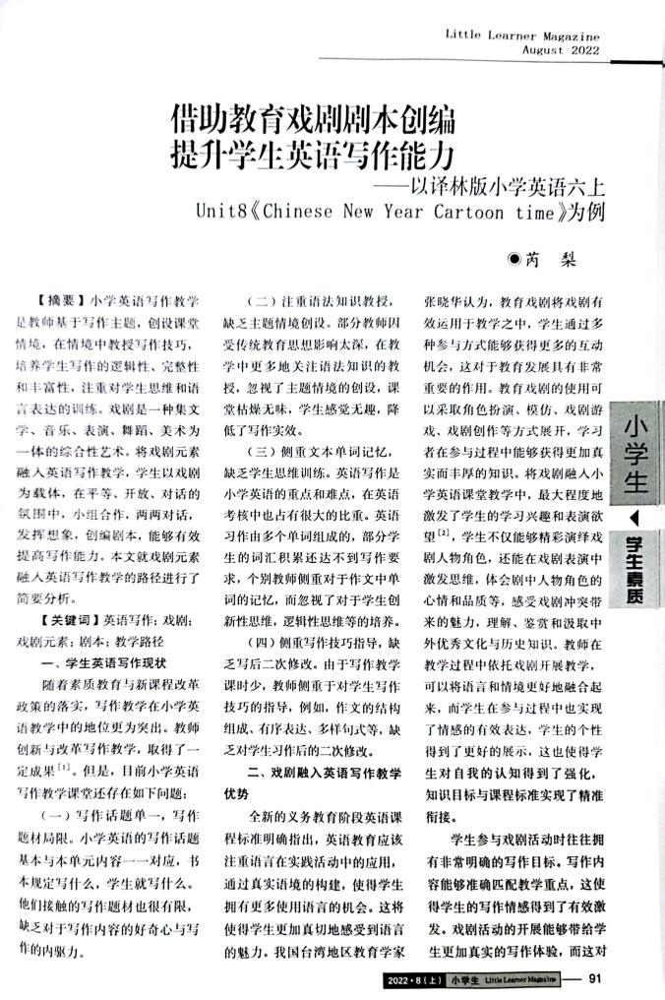 Little Learner Magazine
August 2022
借助教育戏剧剧本创编
提升学生英语写作能力
——以译林版小学英语六上
Unit8《Chinese New Year Cartoon time》为例
◉芮 梨
【摘要】小学英语写作教学
是教师基于写作主题，创设课堂
情境，在情境中教授写作技巧，
培养学生写作的逻辑性、完整性
和丰富性，注重对学生思维和语
言表达的训练。戏剧是一种集文
学、音乐、表演、舞蹈、美术为
一体的综合性艺术。将戏剧元素
融入英语写作教学，学生以戏剧
为载体，在平等、开放、对话的
氛围中，小组合作，两两对话，
发挥想象，创编剧本，能够有效
提高写作能力。本文就戏剧元素
融入英语写作教学的路径进行了
简要分析。
【关键词】英语写作；戏剧；
戏剧元素；剧本；教学路径
一、学生英语写作现状
随着素质教育与新课程改革
政策的落实，写作教学在小学英
语教学中的地位更为突出。教师
创新与改革写作教学，取得了一
定成果[1]。但是，目前小学英语
写作教学课堂还存在如下问题：
（一）写作话题单一，写作
题材局限。小学英语的写作话题
基本与本单元内容一一对应，书
本规定写什么，学生就写什么。
他们接触的写作题材也很有限，
缺乏对于写作内容的好奇心与写
作的内驱力。
（二）注重语法知识教授，
缺乏主题情境创设。部分教师因
受传统教育思想影响太深，在教
学中更多地关注语法知识的教
授，忽视了主题情境的创设，课
堂枯燥无味，学生感觉无趣，降
低了写作实效。
（三）侧重文本单词记忆，
缺乏学生思维训练。英语写作是
小学英语的重点和难点，在英语
考核中也占有很大的比重。英语
习作由多个单词组成的，部分学
生的词汇积累还达不到写作要
求，个别教师侧重对于作文中单
词的记忆，而忽视了对于学生创
新性思维，逻辑性思维等的培养。
（四）侧重写作技巧指导，缺
乏写后二次修改。由于写作教学
课时少，教师侧重于对学生写作
技巧的指导，例如，作文的结构
组成、有序表达、多样句式等，缺
乏对学生习作后的二次修改。
二、戏剧融入英语写作教学
优势
全新的义务教育阶段英语课
程标准明确指出，英语教育应该
注重语言在实践活动中的应用，
通过真实语境的构建，使得学生
拥有更多使用语言的机会。这将
使得学生更加真切地感受到语言
的魅力。我国台湾地区教育学家
张晓华认为，教育戏剧将戏剧有
效运用于教学之中，学生通过多
种参与方式能够获得更多的互动
机会，这对于教育发展具有非常
重要的作用。教育戏剧的使用可
以采取角色扮演、模仿、戏剧游
戏、戏剧创作等方式展开，学习
者在参与过程中能够获得更加真
实而丰厚的知识。将戏剧融入小
学英语课堂教学中，最大程度地
激发了学生的学习兴趣和表演欲
望[2]，学生不仅能够精彩演绎戏
剧人物角色，还能在戏剧表演中
激发思维，体会剧中人物角色的
心情和品质等，感受戏剧冲突带
来的魅力，理解、鉴赏和汲取中
外优秀文化与历史知识。教师在
教学过程中依托戏剧开展教学，
可以将语言和情境更好地融合起
来，而学生在参与过程中也实现
了情感的有效表达，学生的个性
得到了更好的展示，这也使得学
生对自我的认知得到了强化，
知识目标与课程标准实现了精准
衔接。
学生参与戏剧活动时往往拥
有非常明确的写作目标。写作内
容能够准确匹配教学重点，这使
得学生的写作情感得到了有效激
发。戏剧活动的开展能够带给学
生更加真实的写作体验，而这对
小学生
◀
学生素质
2022·8(上) 小学生 Little Learner Magazine 91